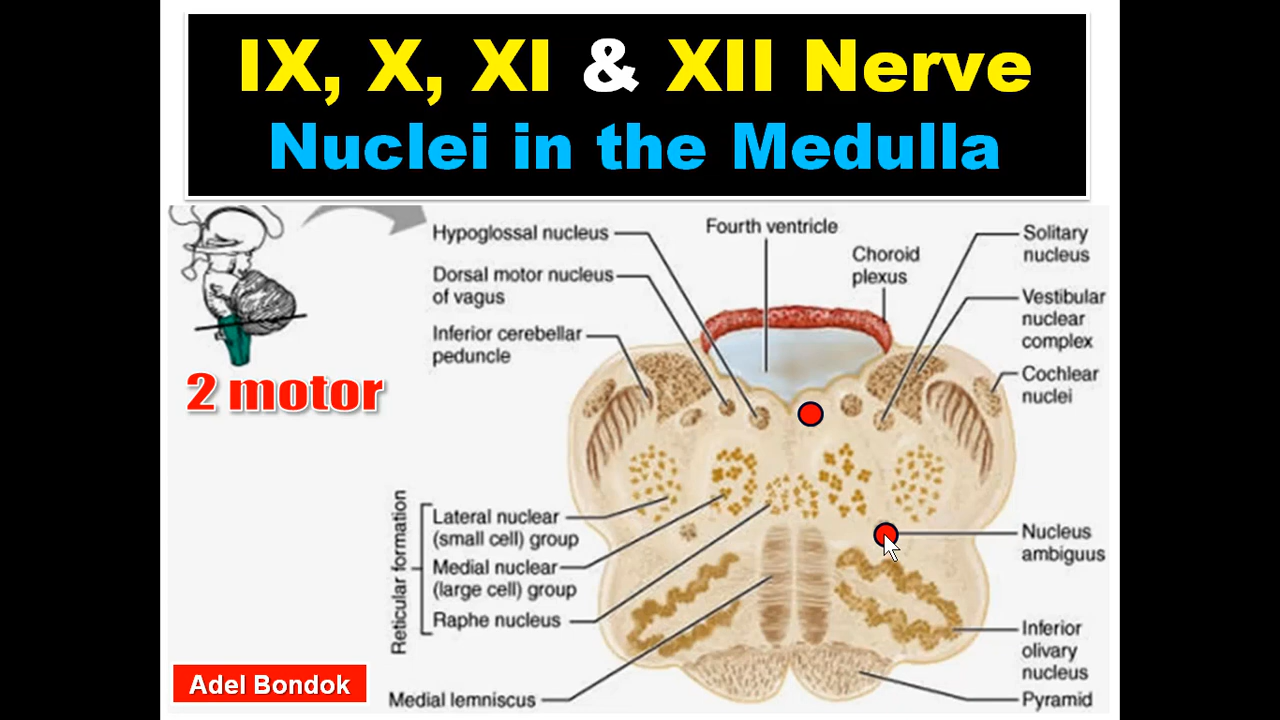 IX, X, XI & XII Nerve
Nuclei in the Medulla
Hypoglossal nucleus
Dorsal motor nucleus
of vagus
Inferior cerebellar
peduncle
Fourth ventricle
Choroid
plexus
Solitary
nucleus
Vestibular
nuclear
complex
Cochlear
nuclei
2 motor
Reticular formation
Lateral nuclear
(small cell) group
Medial nuclear
(large cell) group
Raphe nucleus
Medial lemniscus
Nucleus
ambiguus
Inferior
olivary
nucleus
Pyramid
Adel Bondok